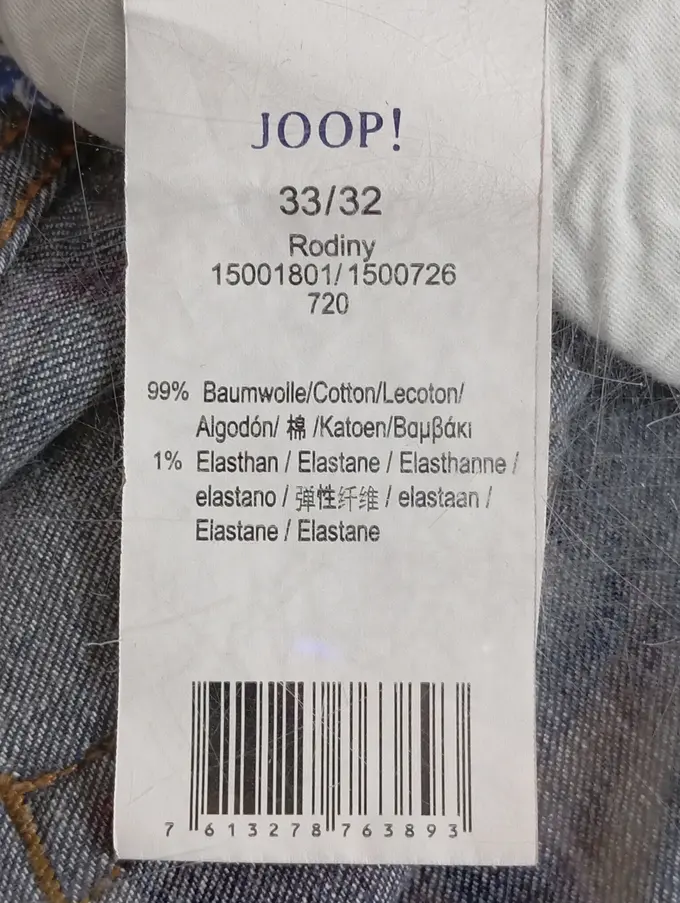 JOOP!
33/32
Rodiny
15001801/1500726
720
99% Baumwolle/Cotton/Lecoton/
Algodón/ 棉 /Katoen/Βαμβάκι
1% Elasthan / Elastane / Elasthanne /
elastano / 弹性纤维 / elastaan /
Elastane / Elastane
7 613278 763893